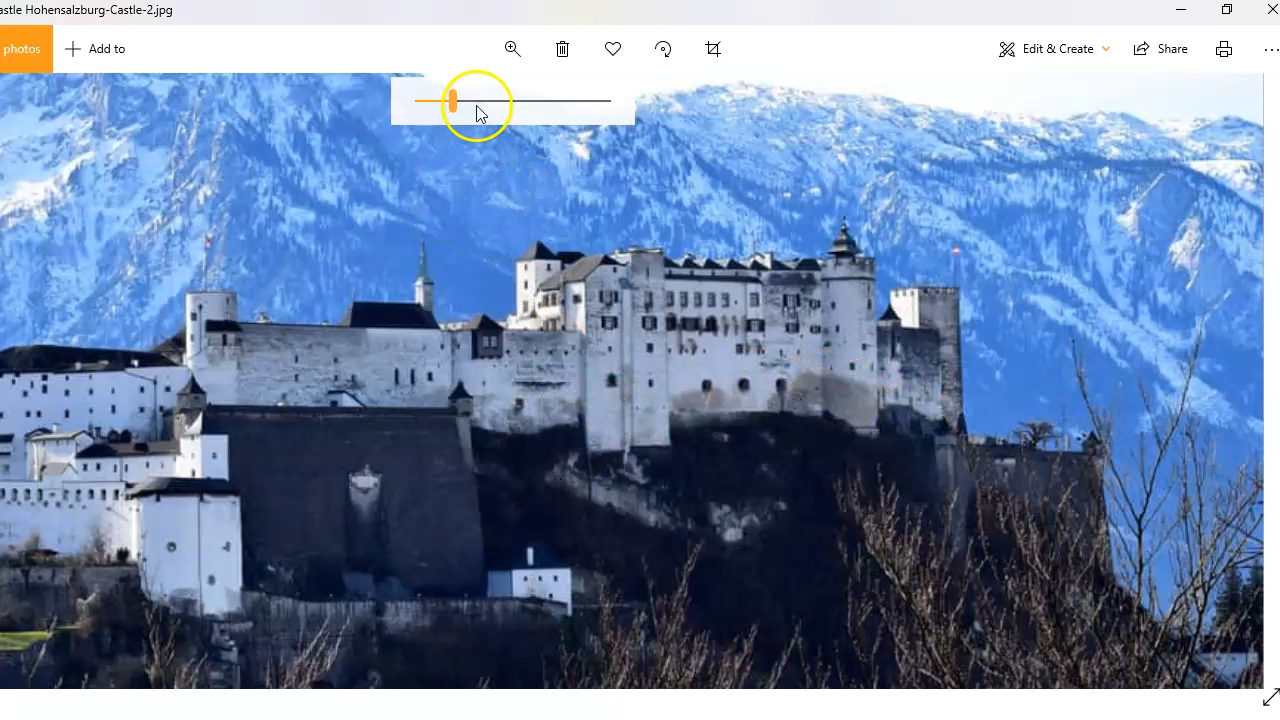 astle Hohensalzburg-Castle-2.jpg
photos
Add to
Edit & Create
Share